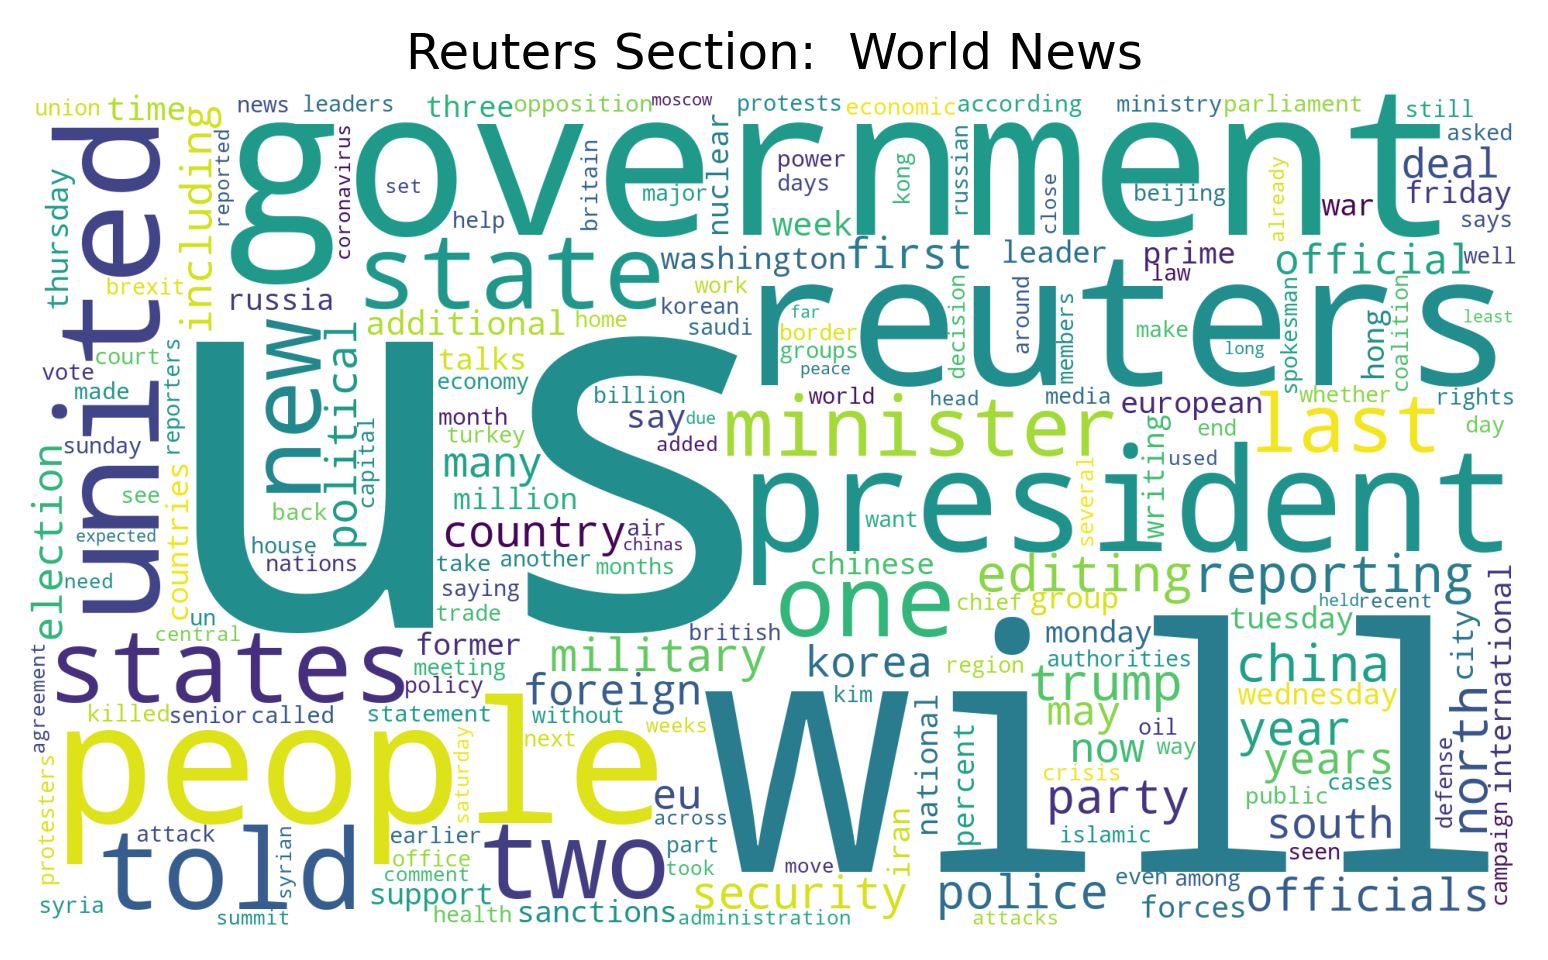 Reuters Section:  World News
union
time
news
leaders
three
opposition
moscow
protests
economic
according
ministry
parliament
still
united
including
reported
government
coronavirus
set
help
britain
major
nuclear
power
days
week
kong
russian
close
beijing
already
war
deal
asked
friday
says
thursday
brexit
russia
state
washington
first
leader
prime
law
official
well
additional
home
work
korean
saudi
far
border
groups
peace
reuters
decision
around
members
make
long
spokesman
hong
coalition
least
court
vote
made
reporters
new
political
us
talks
economy
billion
month
say
due
world
head
media
european
whether
rights
sunday
turkey
added
minister
end
last
day
election
see
countries
capital
many
million
president
several
writing
used
back
expected
house
nations
country
air
chinas
want
need
take
another
months
chinese
editing
reporting
un
saying
one
chief
group
held
recent
central
trade
british
tuesday
international
states
former
meeting
policy
military
korea
region
monday
authorities
china
city
agreement
killed
senior
called
foreign
kim
trump
wednesday
statement
without
weeks
will
may
oil
year
north
people
saturday
next
national
percent
now
way
years
protesters
eu
crisis
party
public
cases
defense
campaign
told
attack
syrian
earlier
across
iran
islamic
south
office
comment
two
part
took
move
seen
syria
summit
support
health
sanctions
security
administration
police
attacks
even
among
forces
officials